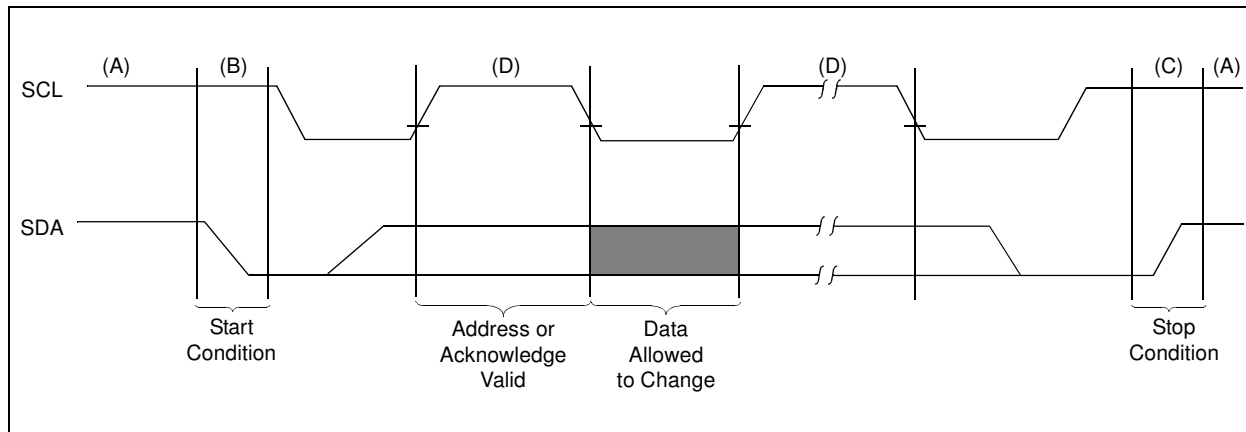 (A)
(B)
(D)
(D)
(C)
(A)
SCL
SDA
Start
Condition
Address or
Acknowledge
Valid
Data
Allowed
to Change
Stop
Condition